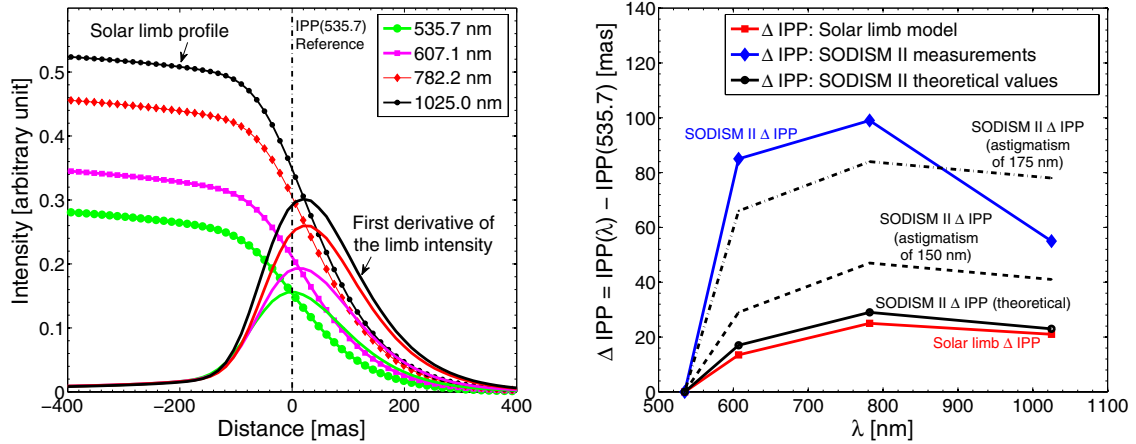 Solar limb profile
IPP(535.7)
Reference
535.7 nm
607.1 nm
782.2 nm
1025.0 nm
First derivative of
the limb intensity
Intensity [arbitrary unit]
0.5
0.4
0.3
0.2
0.1
0
−400
−200
0
200
400
Distance [mas]
Δ IPP: Solar limb model
Δ IPP: SODISM II measurements
Δ IPP: SODISM II theoretical values
SODISM II Δ IPP
SODISM II Δ IPP
(astigmatism
of 175 nm)
SODISM II Δ IPP
(astigmatism
of 150 nm)
SODISM II Δ IPP (theoretical)
Solar limb Δ IPP
Δ IPP = IPP(λ) − IPP(535.7) [mas]
140
120
100
80
60
40
20
0
500
600
700
800
900
1000
1100
λ [nm]